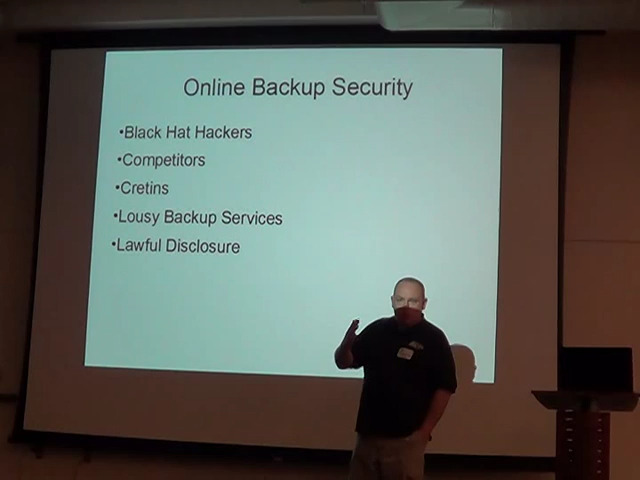 Online Backup Security
•Black Hat Hackers
•Competitors
•Cretins
•Lousy Backup Services
•Lawful Disclosure